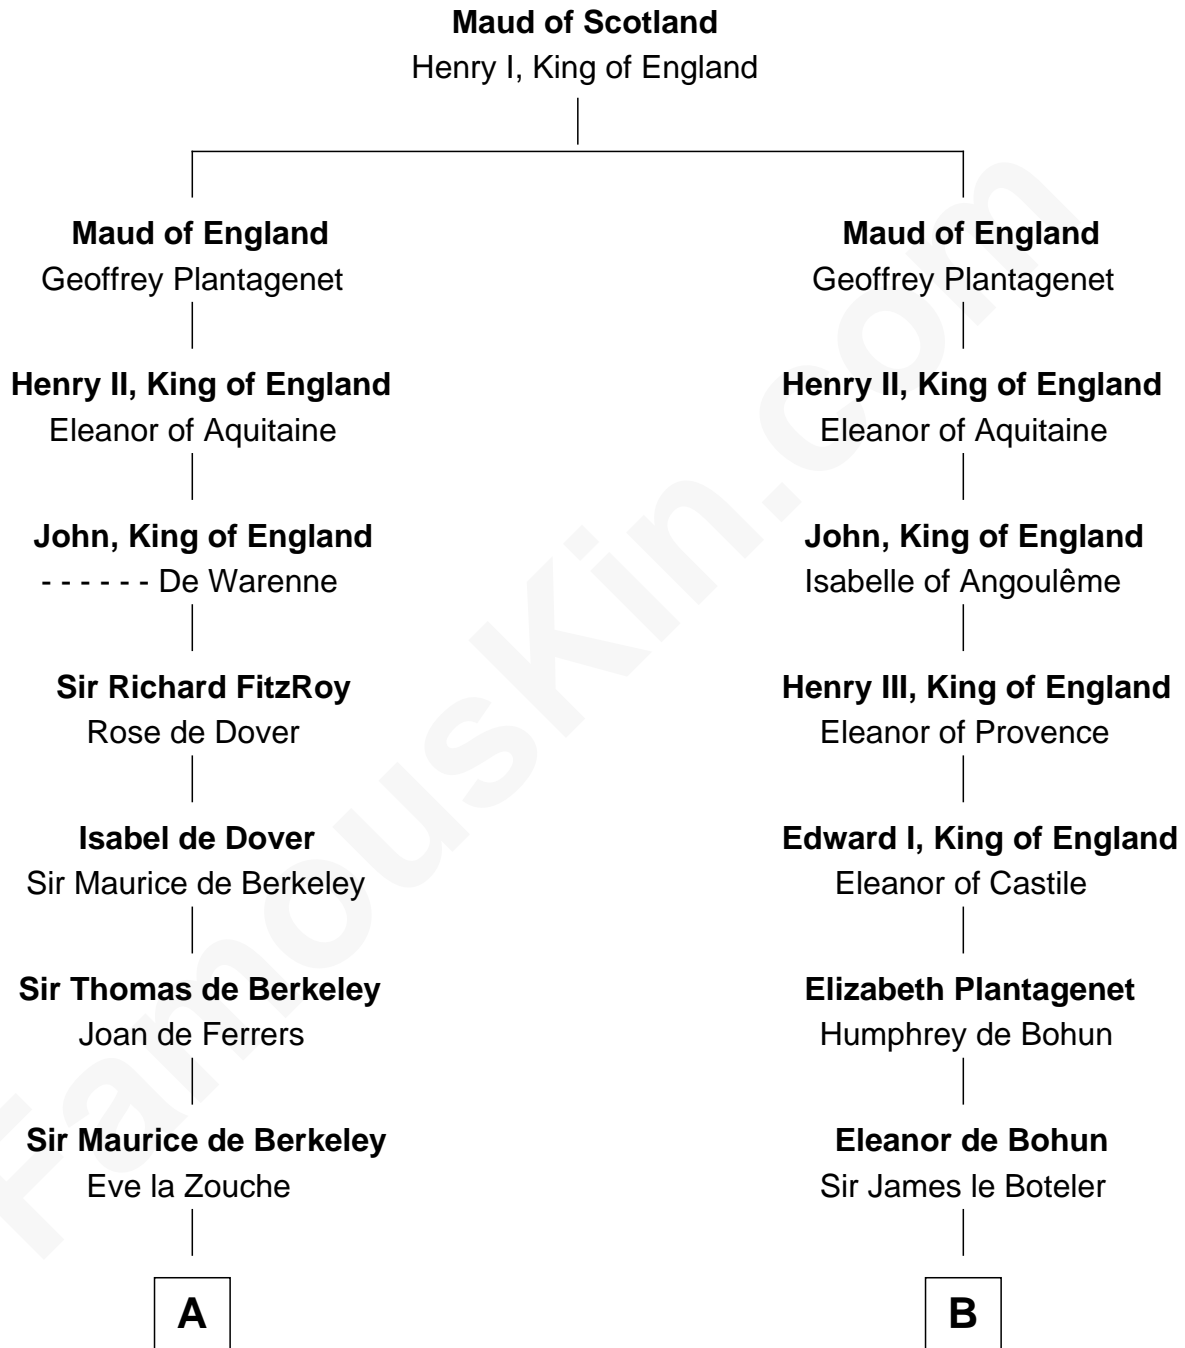 Maud of Scotland
Henry I, King of England
Maud of England
Geoffrey Plantagenet
Maud of England
Geoffrey Plantagenet
Henry II, King of England
Eleanor of Aquitaine
Henry II, King of England
Eleanor of Aquitaine
John, King of England
- - - - - - De Warenne
John, King of England
Isabelle of Angoulême
Sir Richard FitzRoy
Rose de Dover
Henry III, King of England
Eleanor of Provence
Isabel de Dover
Sir Maurice de Berkeley
Edward I, King of England
Eleanor of Castile
Sir Thomas de Berkeley
Joan de Ferrers
Elizabeth Plantagenet
Humphrey de Bohun
Sir Maurice de Berkeley
Eve la Zouche
Eleanor de Bohun
Sir James le Boteler
A
B
FamousKin.com